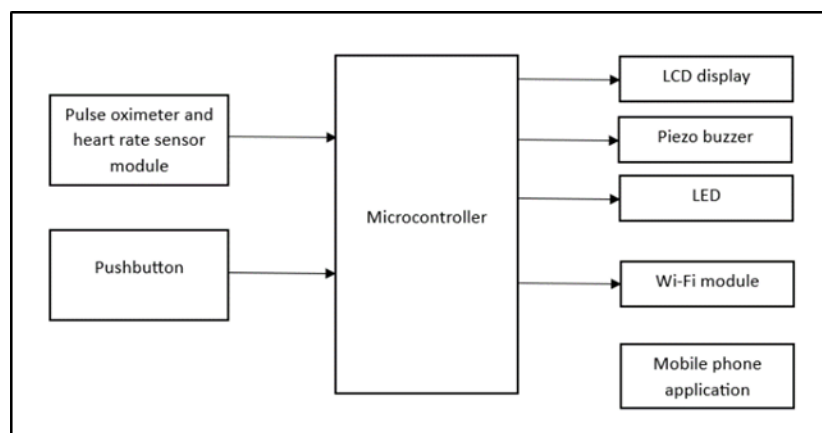 Pulse oximeter and
heart rate sensor
module
Pushbutton
Microcontroller
LCD display
Piezo buzzer
LED
Wi-Fi module
Mobile phone
application